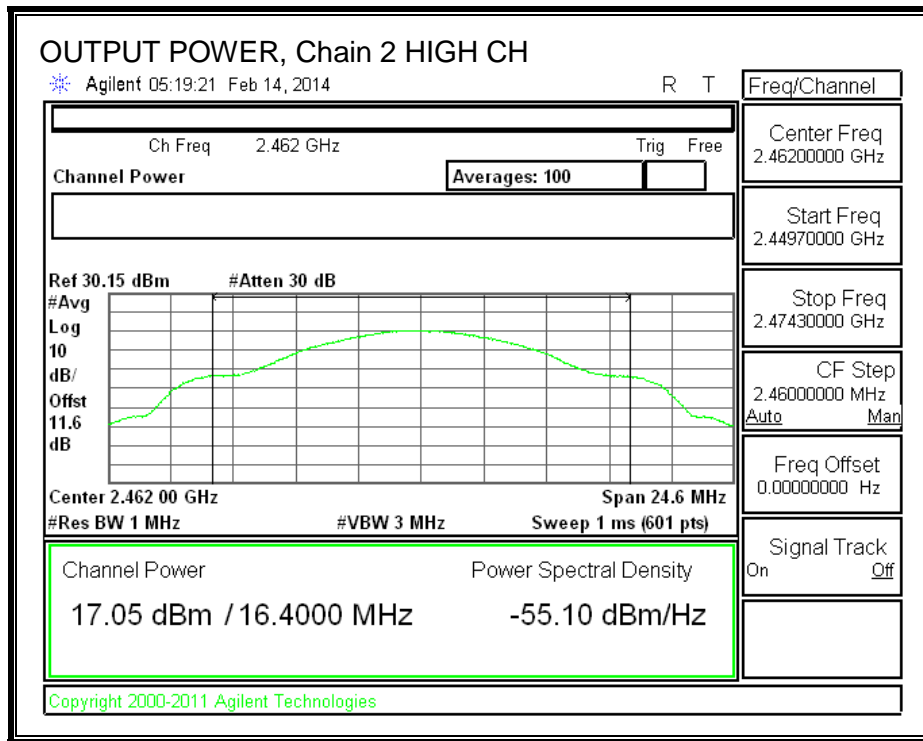 OUTPUT POWER, Chain 2 HIGH CH
Agilent 05:19:21 Feb 14, 2014 R T
Ch Freq 2.462 GHz Trig Free
Channel Power Averages: 100
Ref 30.15 dBm #Atten 30 dB
#Avg
Log
10
dB/
Offst
11.6
dB
Center 2.462 00 GHz Span 24.6 MHz
#Res BW 1 MHz #VBW 3 MHz Sweep 1 ms (601 pts)
Channel Power Power Spectral Density
17.05 dBm / 16.4000 MHz -55.10 dBm/Hz
Copyright 2000-2011 Agilent Technologies
Freq/Channel
Center Freq
2.46200000 GHz
Start Freq
2.44970000 GHz
Stop Freq
2.47430000 GHz
CF Step
2.46000000 MHz
Auto Man
Freq Offset
0.00000000 Hz
Signal Track
On Off